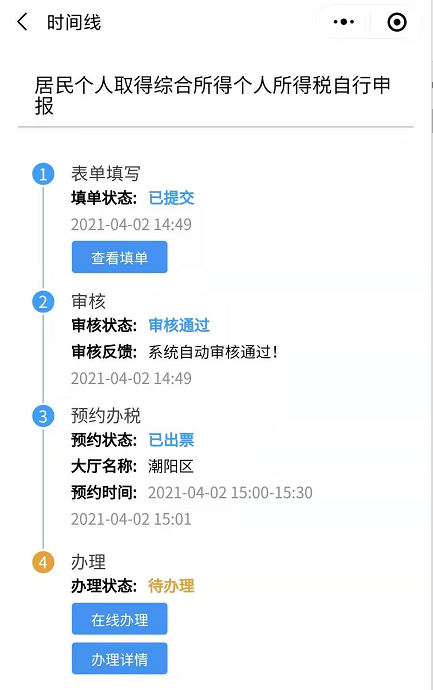 时间线
居民个人取得综合所得个人所得税自行申
报
1 表单填写
填单状态： 已提交
2021-04-02 14:49
查看填单
2 审核
审核状态： 审核通过
审核反馈： 系统自动审核通过！
2021-04-02 14:49
3 预约办税
预约状态： 已出票
大厅名称： 潮阳区
预约时间： 2021-04-02 15:00-15:30
2021-04-02 15:01
4 办理
办理状态： 待办理
在线办理
办理详情